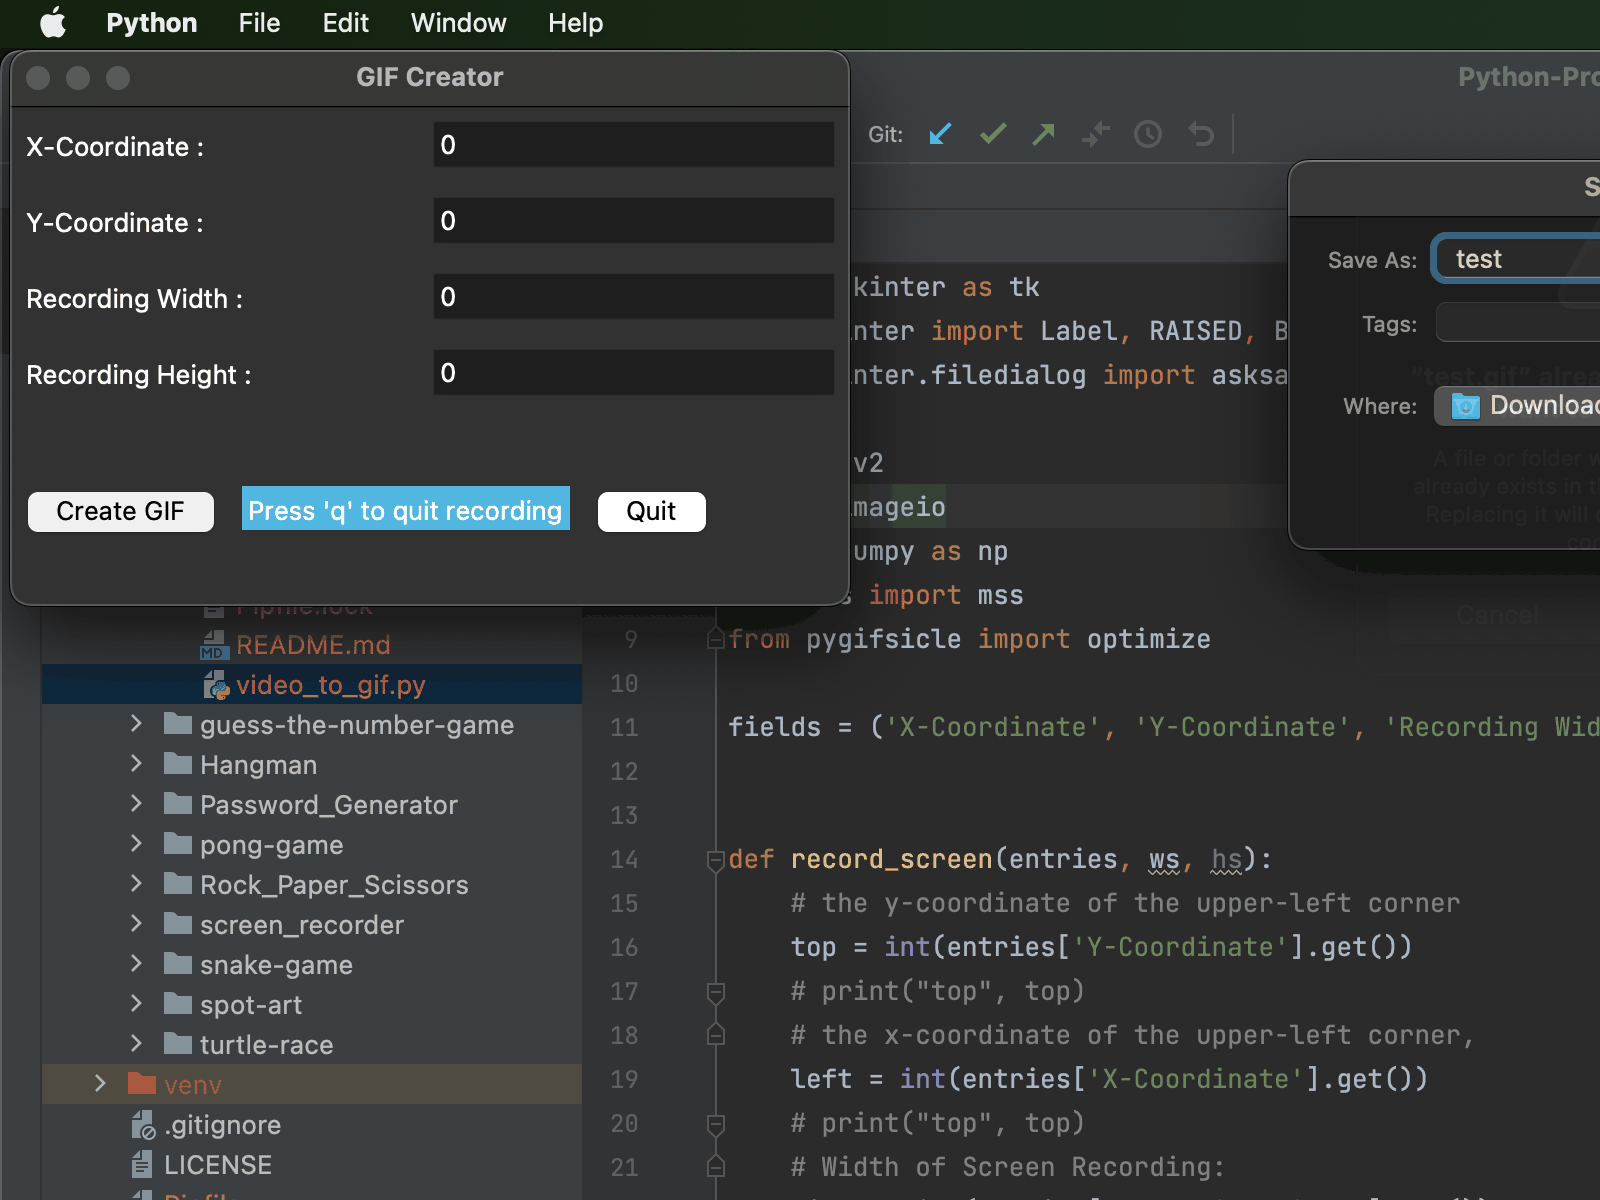 Python File Edit Window Help
GIF Creator
X-Coordinate : 0
Y-Coordinate : 0
Recording Width : 0
Recording Height : 0
Create GIF Press 'q' to quit recording Quit
Python-Pro
Git:
S
Save As: test
Tags:
"test.gif" alrea
Where: Downloac
A file or folder w
already exists in t
Replacing it will c
Cancel
kinter as tk
nter import Label, RAISED, B
nter.filedialog import asksa
v2
mageio
umpy as np
s import mss
9 from pygifsicle import optimize
10
11 fields = ('X-Coordinate', 'Y-Coordinate', 'Recording Wid
12
13
14 def record_screen(entries, ws, hs):
15 # the y-coordinate of the upper-left corner
16 top = int(entries['Y-Coordinate'].get())
17 # print("top", top)
18 # the x-coordinate of the upper-left corner,
19 left = int(entries['X-Coordinate'].get())
20 # print("top", top)
21 # Width of Screen Recording:
Pipfile.lock
MD README.md
video_to_gif.py
guess-the-number-game
Hangman
Password_Generator
pong-game
Rock_Paper_Scissors
screen_recorder
snake-game
spot-art
turtle-race
venv
.gitignore
LICENSE